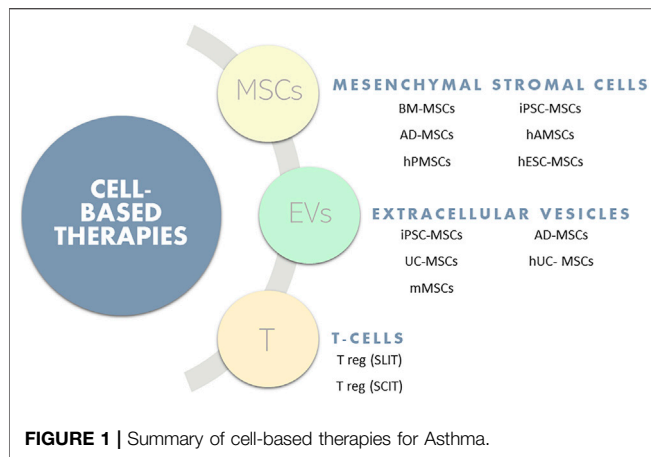 CELL-
BASED
THERAPIES
MSCs
MESENCHYMAL STROMAL CELLS
BM-MSCs iPSC-MSCs
AD-MSCs hAMSCs
hPMSCs hESC-MSCs
EVs
EXTRACELLULAR VESICLES
iPSC-MSCs AD-MSCs
UC-MSCs hUC- MSCs
mMSCs
T
T-CELLS
T reg (SLIT)
T reg (SCIT)
FIGURE 1 | Summary of cell-based therapies for Asthma.